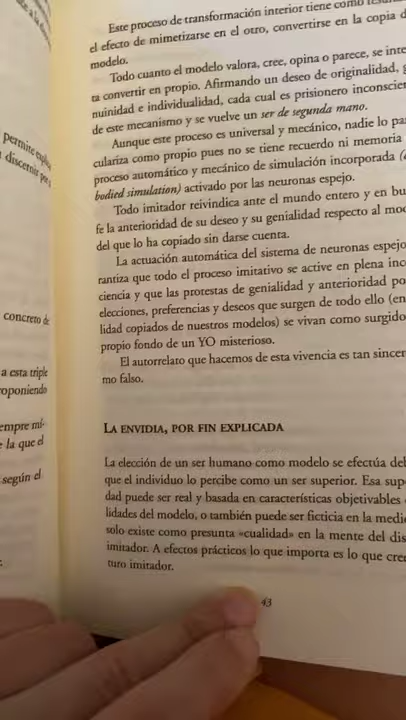 permite
discernir por
concreto de
a esta triple
roponiendo
empre mí-
e la que el
según el
Este proceso de transformación interior tiene como
el efecto de mimetizarse en el otro, convertirse en la copia d
modelo.
Todo cuanto el modelo valora, cree, opina o parece, se inte
ta convertir en propio. Afirmando un deseo de originalidad, g
nuinidad e individualidad, cada cual es prisionero inconscien
de este mecanismo y se vuelve un ser de segunda mano.
Aunque este proceso es universal y mecánico, nadie lo pa
culariza como propio pues no se tiene recuerdo ni memoria
proceso automático y mecánico de simulación incorporada (
bodied simulation) activado por las neuronas espejo.
Todo imitador reivindica ante el mundo entero y en bu
fe la anterioridad de su deseo y su genialidad respecto al mo
del que lo ha copiado sin darse cuenta.
La actuación automática del sistema de neuronas espejo
rantiza que todo el proceso imitativo se active en plena inc
ciencia y que las protestas de genialidad y anterioridad po
elecciones, preferencias y deseos que surgen de todo ello (en
lidad copiados de nuestros modelos) se vivan como surgido
propio fondo de un YO misterioso.
El autorrelato que hacemos de esta vivencia es tan sincer
mo falso.
LA ENVIDIA, POR FIN EXPLICADA
La elección de un ser humano como modelo se efectúa del
que el individuo lo percibe como un ser superior. Esa sup
dad puede ser real y basada en características objetivables
lidades del modelo, o también puede ser ficticia en la medi
solo existe como presunta «cualidad» en la mente del dis
imitador. A efectos prácticos lo que importa es lo que cre
turo imitador.
43